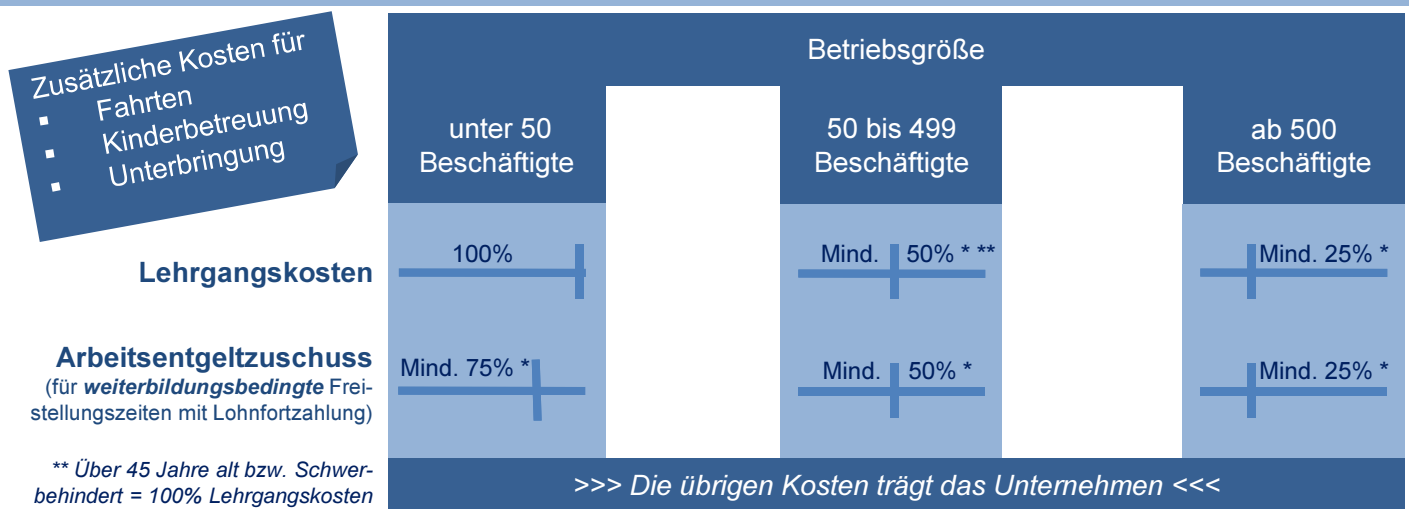 Zusätzliche Kosten für
▪ Fahrten
▪ Kinderbetreuung
▪ Unterbringung
Betriebsgröße
unter 50
Beschäftigte
50 bis 499
Beschäftigte
ab 500
Beschäftigte
Lehrgangskosten
100%
Mind. 50% * **
Mind. 25% *
Arbeitsentgeltzuschuss
(für weiterbildungsbedingte Frei-
stellungszeiten mit Lohnfortzahlung)
Mind. 75% *
Mind. 50% *
Mind. 25% *
** Über 45 Jahre alt bzw. Schwer-
behindert = 100% Lehrgangskosten
>>> Die übrigen Kosten trägt das Unternehmen <<<